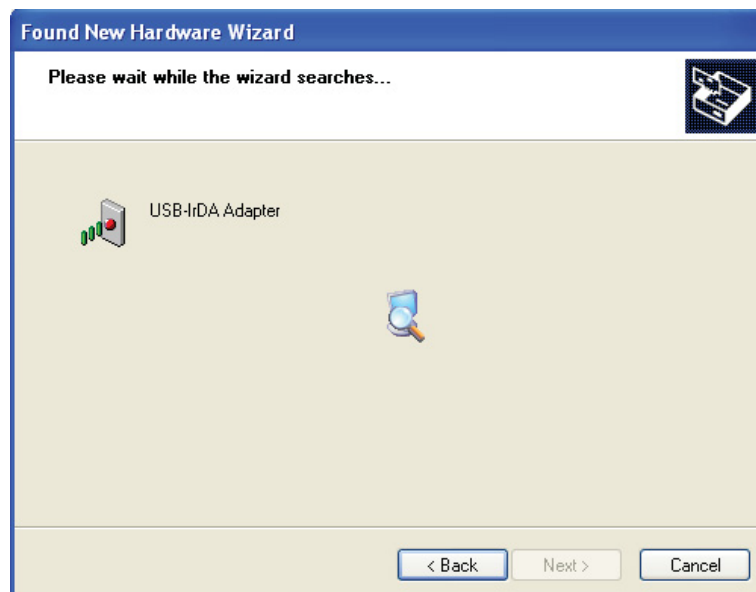 Found New Hardware Wizard
Please wait while the wizard searches...
USB-IrDA Adapter
< Back
Next >
Cancel